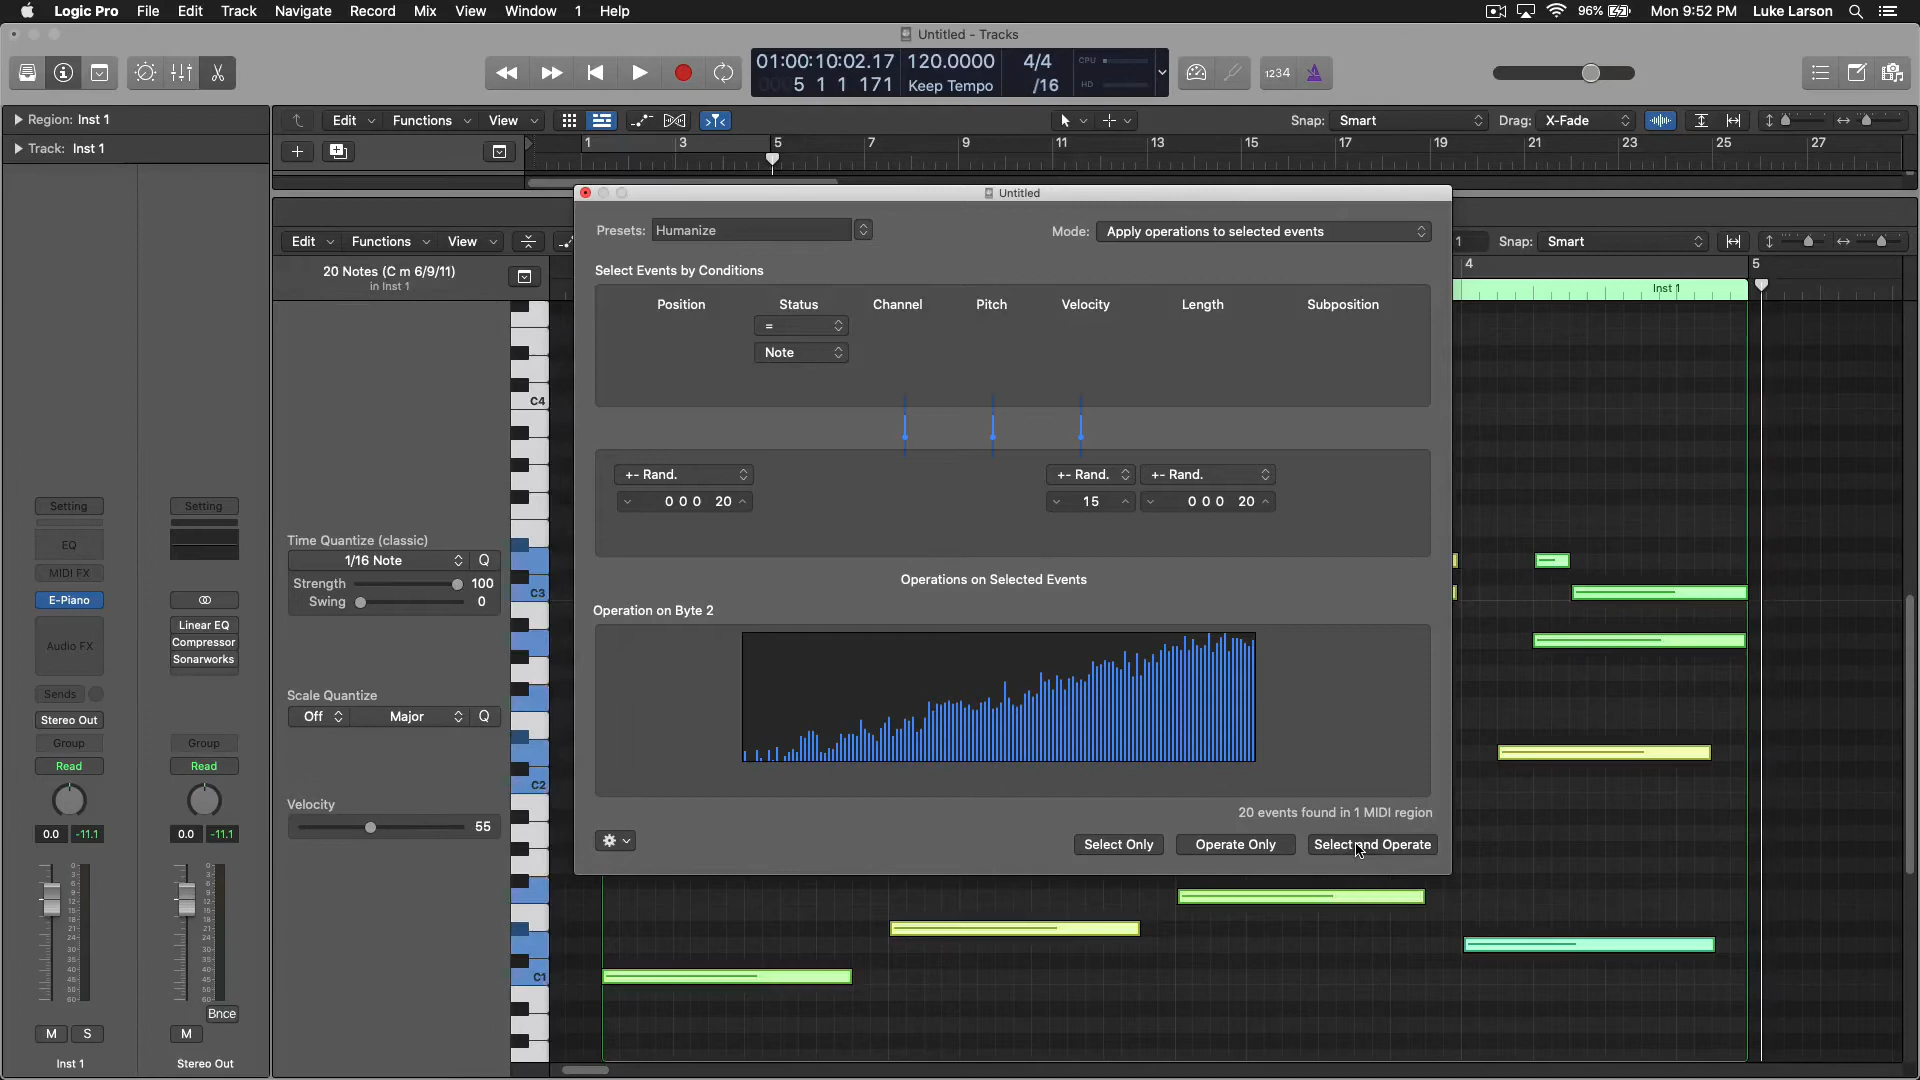 Logic Pro File Edit Track Navigate Record Mix View Window 1 Help
96% Mon 9:52 PM Luke Larson
Untitled - Tracks
01:00:10:02.17 120.0000 4/4 CPU
5 1 1 171 Keep Tempo /16 HD
1234
Region: Inst 1
Edit Functions View Snap: Smart Drag: X-Fade
Track: Inst 1
1 3 5 7 9 11 13 15 17 19 21 23 25 27
Untitled
Presets: Humanize Mode: Apply operations to selected events
Edit Functions View
1 Snap: Smart
4 5
20 Notes (C m 6/9/11)
in Inst 1
Inst 1
Select Events by Conditions
Position Status Channel Pitch Velocity Length Subposition
=
Note
C4
+- Rand. +- Rand. +- Rand.
0 0 0 20 15 0 0 0 20
Operations on Selected Events
Operation on Byte 2
20 events found in 1 MIDI region
Select Only Operate Only Select and Operate
Time Quantize (classic)
1/16 Note Q
Strength 100
Swing 0
C3
Scale Quantize
Off Major Q
C2
Velocity
55
C1
Setting Setting
EQ
MIDI FX
E-Piano
Audio FX
Linear EQ
Compressor
Sonarworks
Sends
Stereo Out
Group Group
Read Read
0.0 -11.1 0.0 -11.1
Bnce
M S M
Inst 1 Stereo Out